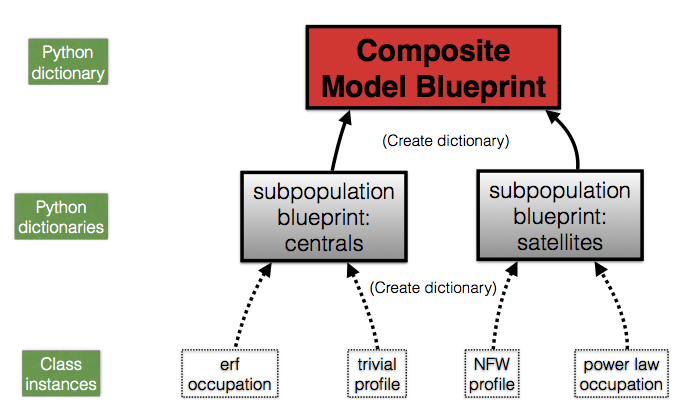 Python
dictionary
Composite
Model Blueprint
(Create dictionary)
Python
dictionaries
subpopulation
blueprint:
centrals
subpopulation
blueprint:
satellites
(Create dictionary)
Class
instances
erf
occupation
trivial
profile
NFW
profile
power law
occupation